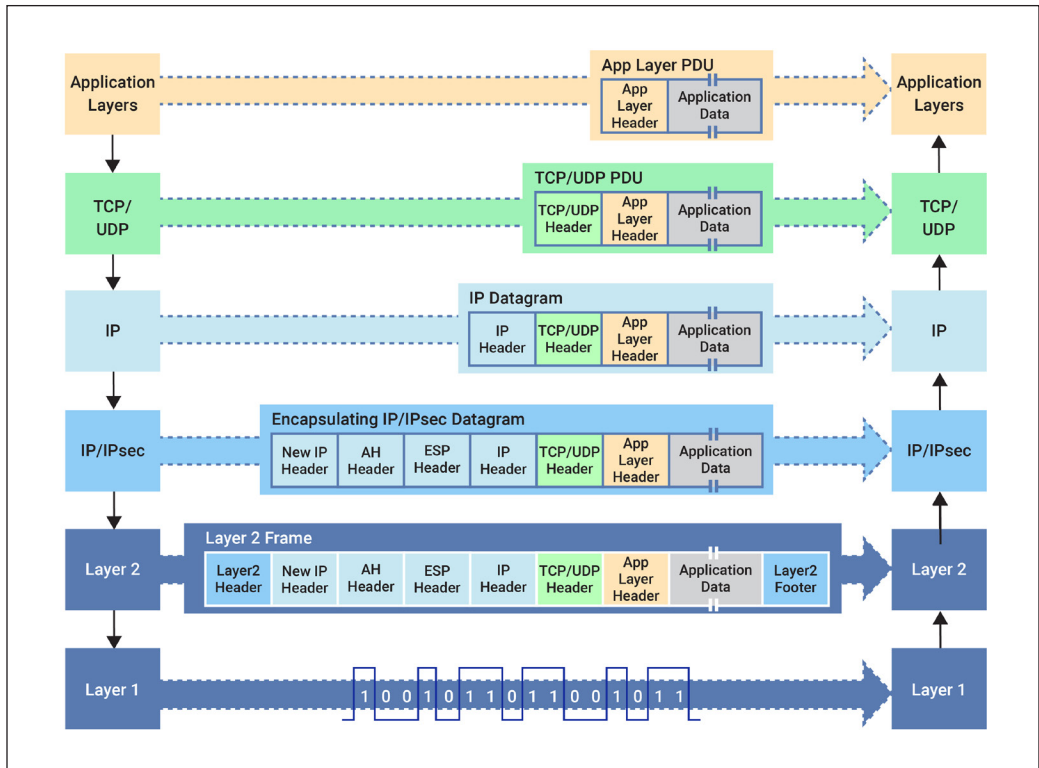 Application
Layers
App Layer PDU
App
Layer
Header
Application
Data
Application
Layers
TCP/
UDP
TCP/UDP PDU
TCP/UDP
Header
App
Layer
Header
Application
Data
TCP/
UDP
IP
IP Datagram
IP
Header
TCP/UDP
Header
App
Layer
Header
Application
Data
IP
IP/IPsec
Encapsulating IP/IPsec Datagram
New IP
Header
AH
Header
ESP
Header
IP
Header
TCP/UDP
Header
App
Layer
Header
Application
Data
IP/IPsec
Layer 2
Layer 2 Frame
Layer2
Header
New IP
Header
AH
Header
ESP
Header
IP
Header
TCP/UDP
Header
App
Layer
Header
Application
Data
Layer2
Footer
Layer 2
Layer 1
1 0 0 1 0 1 1 0 1 1 0 0 1 0 1 1
Layer 1